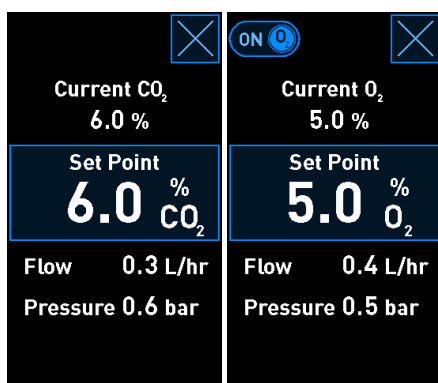 Current CO₂
6.0 %
Set Point
6.0 % CO₂
Flow 0.3 L/hr
Pressure 0.6 bar
ON O₂
Current O₂
5.0 %
Set Point
5.0 % O₂
Flow 0.4 L/hr
Pressure 0.5 bar